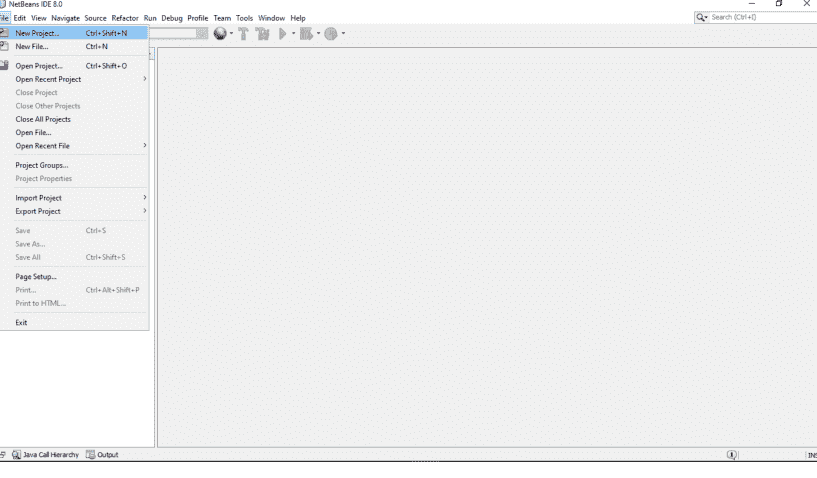 NetBeans IDE 8.0
File Edit View Navigate Source Refactor Run Debug Profile Team Tools Window Help
Search (Ctrl+I)
New Project... Ctrl+Shift+N
New File... Ctrl+N
Open Project... Ctrl+Shift+O
Open Recent Project
Close Project
Close Other Projects
Close All Projects
Open File...
Open Recent File
Project Groups...
Project Properties
Import Project
Export Project
Save Ctrl+S
Save As...
Save All Ctrl+Shift+S
Page Setup...
Print... Ctrl+Alt+Shift+P
Print to HTML...
Exit
Java Call Hierarchy Output
INS